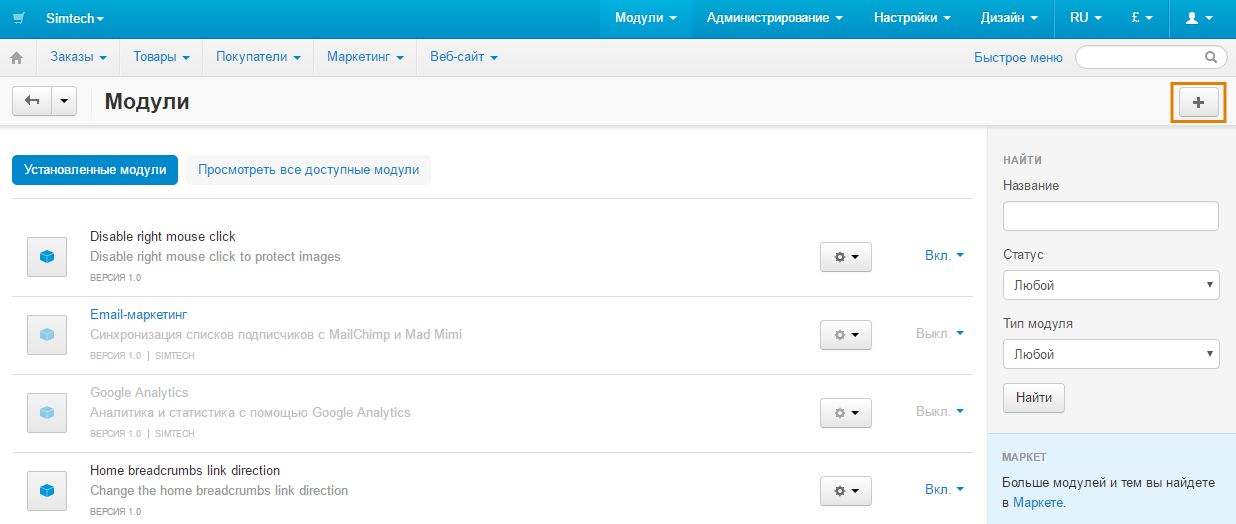 Simtech
Модули
Администрирование
Настройки
Дизайн
RU
£
Заказы
Товары
Покупатели
Маркетинг
Веб-сайт
Быстрое меню
Модули
Установленные модули
Просмотреть все доступные модули
Disable right mouse click
Disable right mouse click to protect images
ВЕРСИЯ 1.0
Вкл.
Email-маркетинг
Синхронизация списков подписчиков с MailChimp и Mad Mimi
ВЕРСИЯ 1.0 | SIMTECH
Выкл.
Google Analytics
Аналитика и статистика с помощью Google Analytics
ВЕРСИЯ 1.0 | SIMTECH
Выкл.
Home breadcrumbs link direction
Change the home breadcrumbs link direction
ВЕРСИЯ 1.0
Вкл.
НАЙТИ
Название
Статус
Любой
Тип модуля
Любой
Найти
МАРКЕТ
Больше модулей и тем вы найдете
в Маркете.